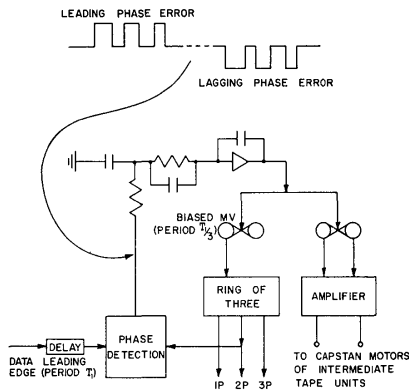 LEADING PHASE ERROR
LAGGING PHASE ERROR
BIASED MV
(PERIOD T/3)
RING OF
THREE
AMPLIFIER
DELAY
PHASE
DETECTION
DATA LEADING
EDGE (PERIOD T₁)
1P 2P 3P
TO CAPSTAN MOTORS
OF INTERMEDIATE
TAPE UNITS